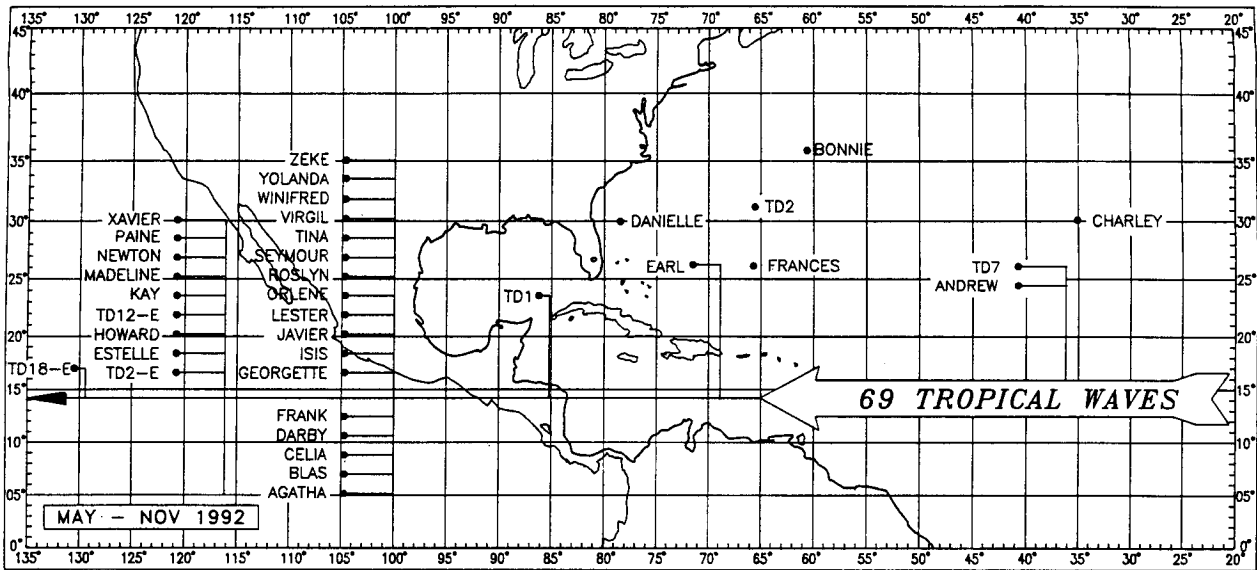 135° 130° 125° 120° 115° 110° 105° 100° 95° 90° 85° 80° 75° 70° 65° 60° 55° 50° 45° 40° 35° 30° 25° 20°
45° 45°
40° 40°
BONNIE
35° ZEKE 35°
YOLANDA
WINIFRED TD2
30° XAVIER VIRGIL DANIELLE CHARLEY 30°
PAINE TINA
NEWTON SEYMOUR EARL FRANCES TD7
25° MADELINE ROSLYN 25°
ANDREW
KAY ORLENE TD1
TD12-E LESTER
20° HOWARD JAVIER 20°
ESTELLE ISIS
TD18-E TD2-E GEORGETTE
15° 69 TROPICAL WAVES 15°
FRANK
10° DARBY 10°
CELIA
BLAS
05° AGATHA 05°
MAY - NOV 1992
0° 0°
135° 130° 125° 120° 115° 110° 105° 100° 95° 90° 85° 80° 75° 70° 65° 60° 55° 50° 45° 40° 35° 30° 25° 20°